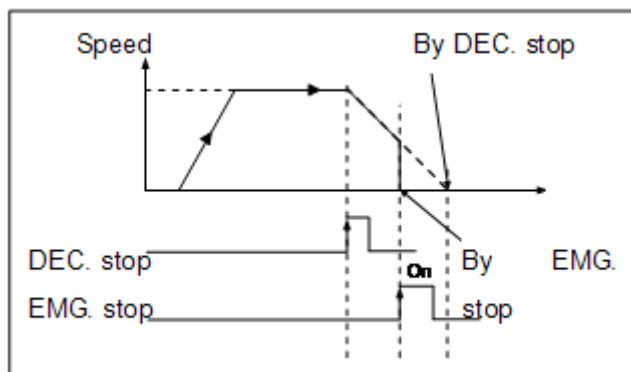 Speed
By DEC. stop
DEC. stop
By EMG.
On
EMG. stop
stop